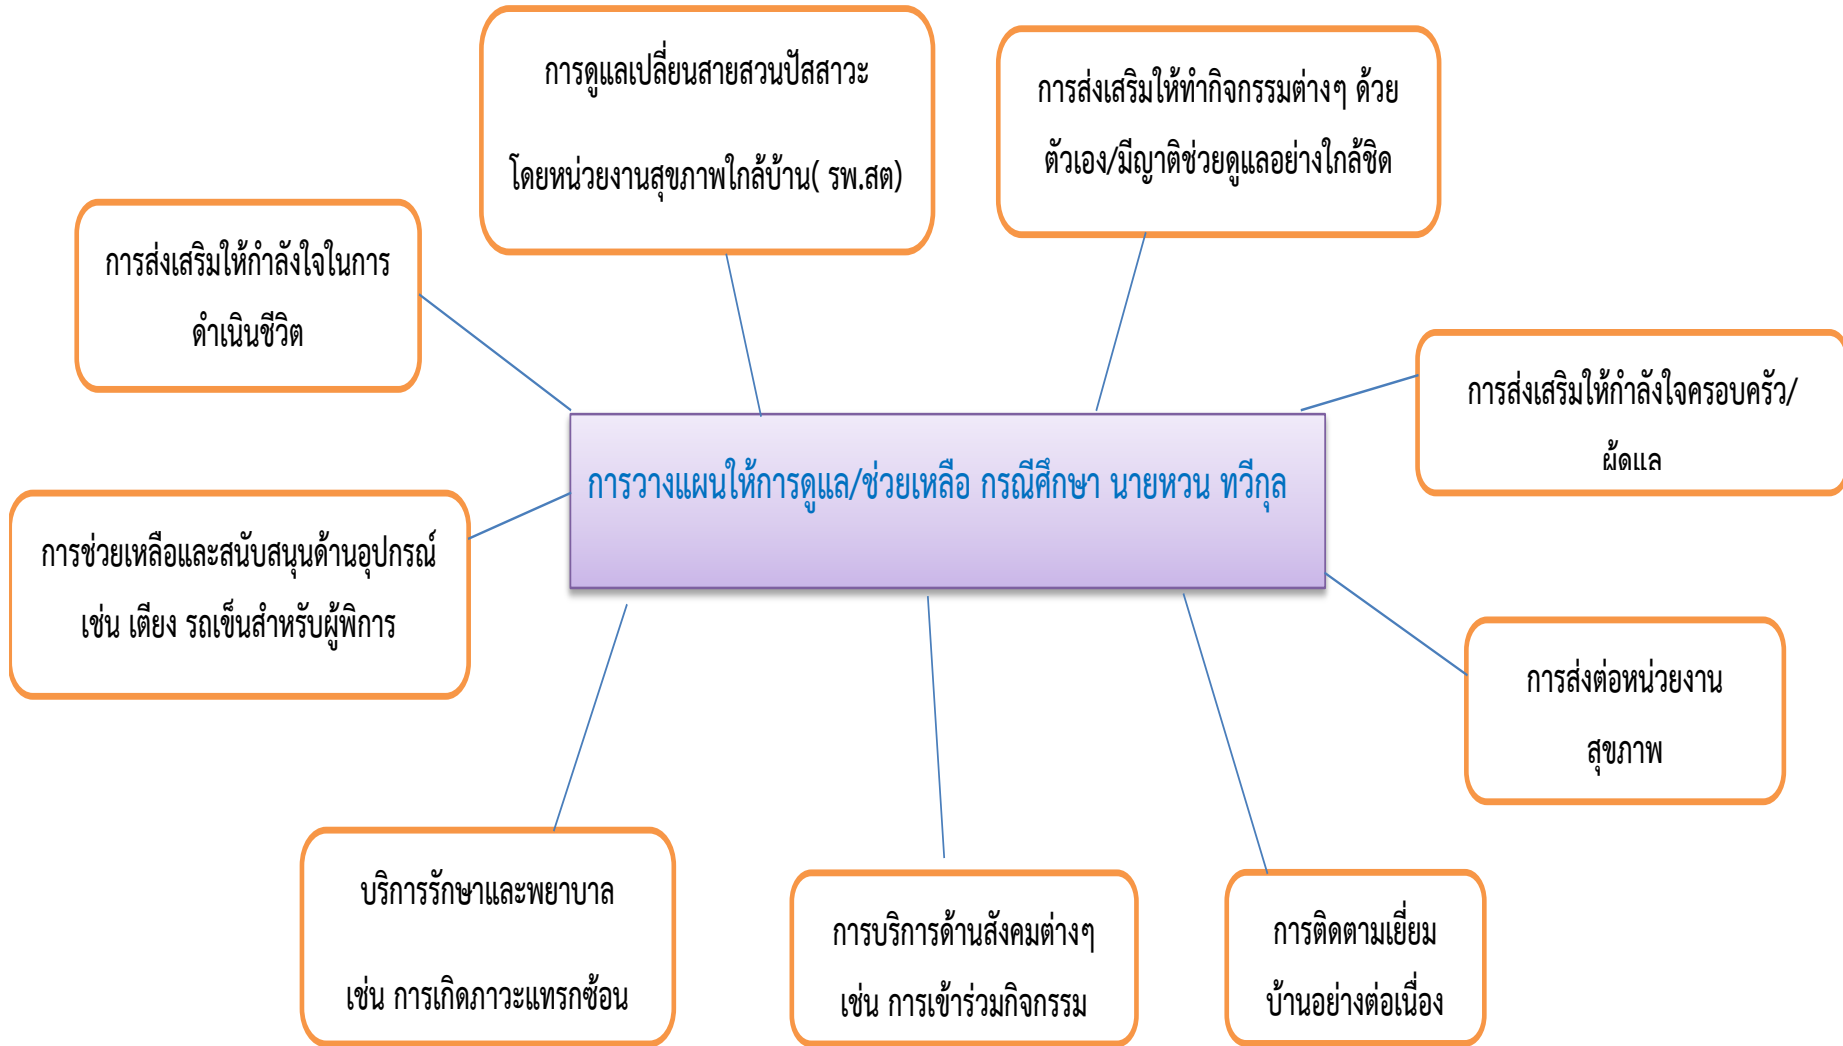 การดูแลเปลี่ยนสายสวนปัสสาวะ
โดยหน่วยงานสุขภาพใกล้บ้าน( รพ.สต)
การส่งเสริมให้ทำกิจกรรมต่างๆ ด้วย
ตัวเอง/มีญาติช่วยดูแลอย่างใกล้ชิด
การส่งเสริมให้กำลังใจในการ
ดำเนินชีวิต
การส่งเสริมให้กำลังใจครอบครัว/
ผู้ดูแล
การวางแผนให้การดูแล/ช่วยเหลือ กรณีศึกษา นายหวน ทวีกุล
การช่วยเหลือและสนับสนุนด้านอุปกรณ์
เช่น เตียง รถเข็นสำหรับผู้พิการ
การส่งต่อหน่วยงาน
สุขภาพ
บริการรักษาและพยาบาล
เช่น การเกิดภาวะแทรกซ้อน
การบริการด้านสังคมต่างๆ
เช่น การเข้าร่วมกิจกรรม
การติดตามเยี่ยม
บ้านอย่างต่อเนื่อง